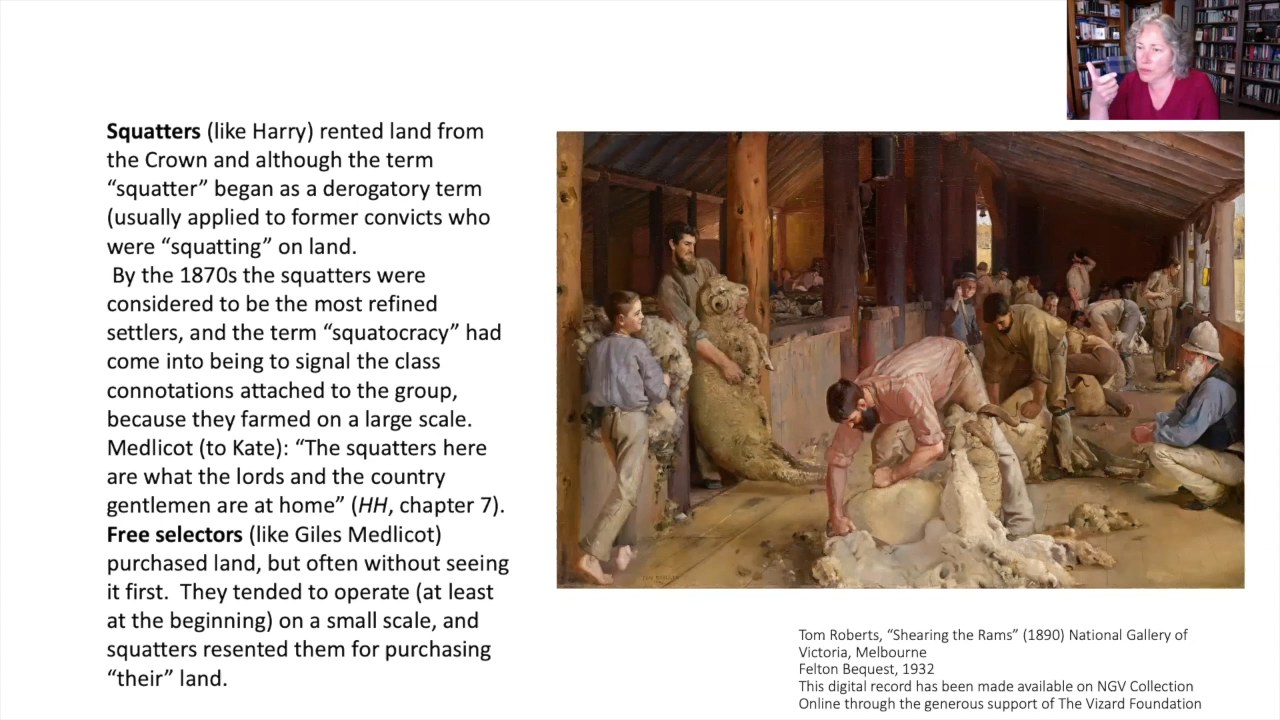 Squatters (like Harry) rented land from
the Crown and although the term
“squatter” began as a derogatory term
(usually applied to former convicts who
were “squatting” on land.
By the 1870s the squatters were
considered to be the most refined
settlers, and the term “squatocracy” had
come into being to signal the class
connotations attached to the group,
because they farmed on a large scale.
Medlicot (to Kate): “The squatters here
are what the lords and the country
gentlemen are at home” (HH, chapter 7).
Free selectors (like Giles Medlicot)
purchased land, but often without seeing
it first.  They tended to operate (at least
at the beginning) on a small scale, and
squatters resented them for purchasing
“their” land.
Tom Roberts, “Shearing the Rams” (1890) National Gallery of
Victoria, Melbourne
Felton Bequest, 1932
This digital record has been made available on NGV Collection
Online through the generous support of The Vizard Foundation